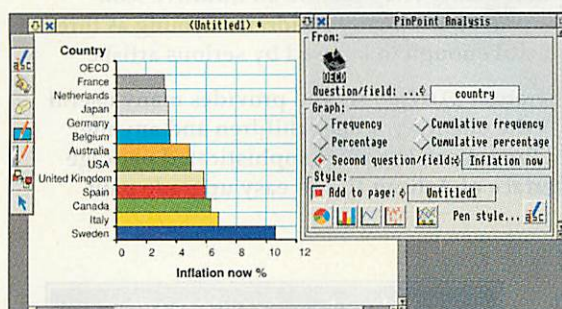 <Untitled1> *
Country
OECD
France
Netherlands
Japan
Germany
Belgium
Australia
USA
United Kingdom
Spain
Canada
Italy
Sweden
0 2 4 6 8 10 12
Inflation now %
PinPoint Analysis
From:
OECD
Question/field: ...
country
Graph:
Frequency
Cumulative frequency
Percentage
Cumulative percentage
Second question/field:
Inflation now
Style:
Add to page:
Untitled1
Pen style...